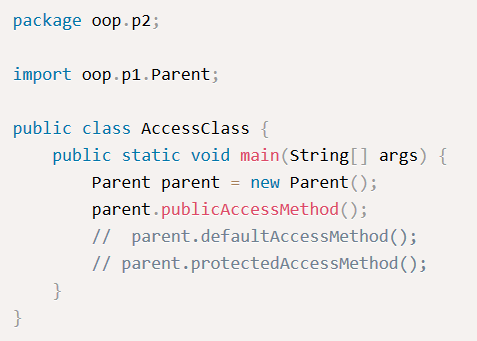 package oop.p2;
import oop.p1.Parent;
public class AccessClass {
    public static void main(String[] args) {
        Parent parent = new Parent();
        parent.publicAccessMethod();
        //  parent.defaultAccessMethod();
        // parent.protectedAccessMethod();
    }
}